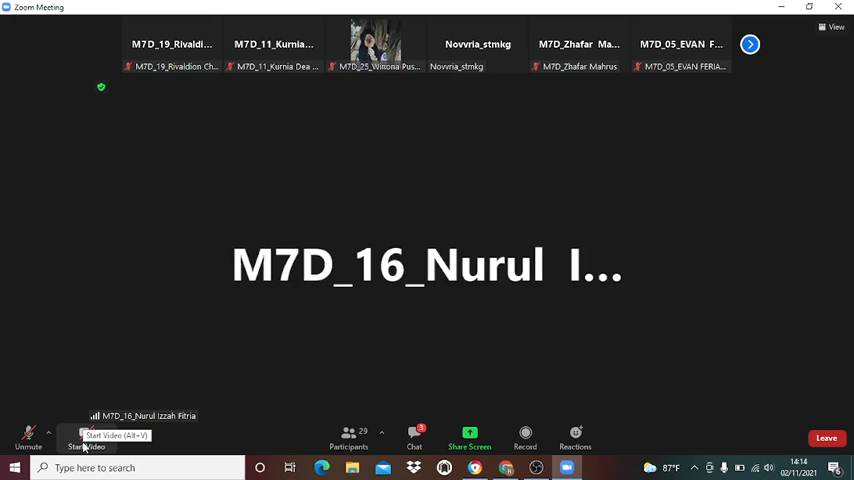 Zoom Meeting
View
M7D_19_Rivaldi... M7D_11_Kurnia... Novvria_stmkg M7D_Zhafar Ma... M7D_05_EVAN F...
M7D_19_Rivaldion Ch... M7D_11_Kurnia Dea ... M7D_25_Winona Pus... Novvria_stmkg M7D_Zhafar Mahrus M7D_05_EVAN FERIA...
M7D_16_Nurul I...
M7D_16_Nurul Izzah Fitria
Start Video (Alt+V)
29 3
Unmute Start Video Participants Chat Share Screen Record Reactions Leave
Type here to search
87°F
14:14
02/11/2021
6